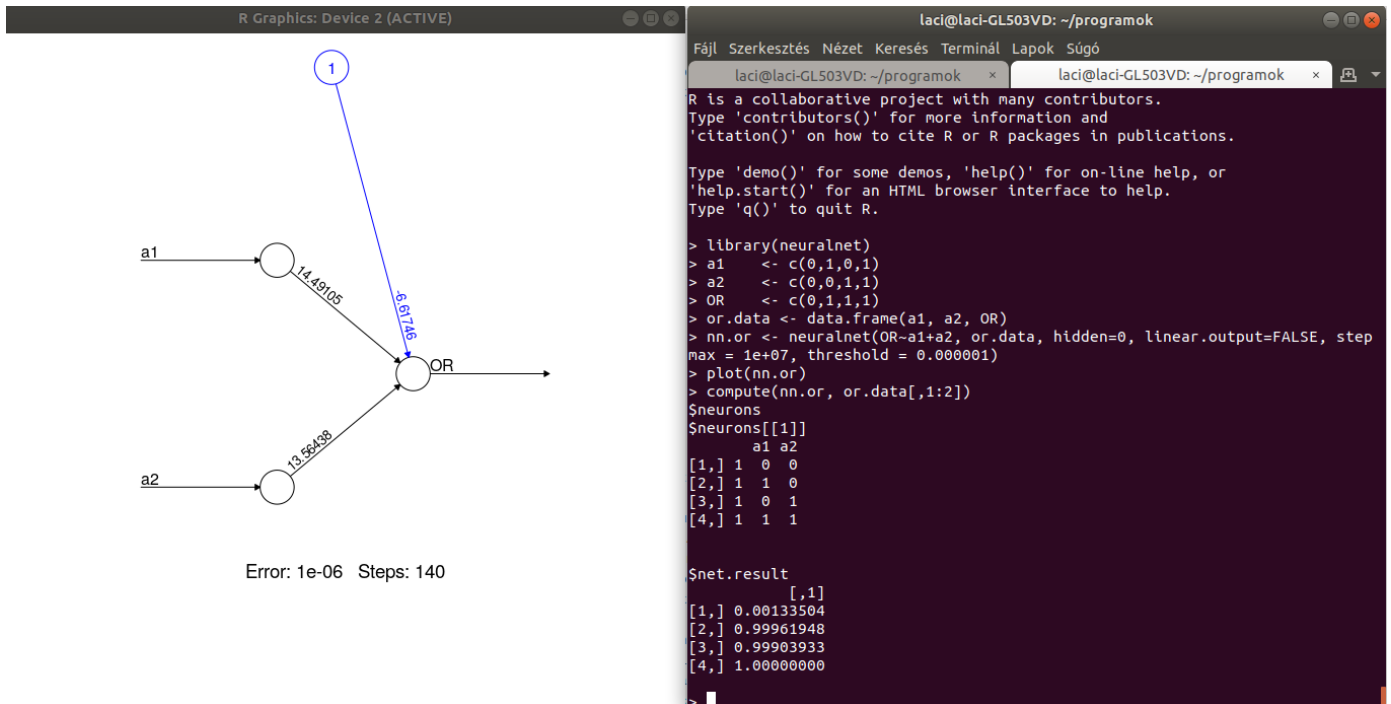 R Graphics: Device 2 (ACTIVE)
1
a1
14.49105
-6.61746
OR
13.56438
a2
Error: 1e-06   Steps: 140
laci@laci-GL503VD: ~/programok
Fájl Szerkesztés Nézet Keresés Terminál Lapok Súgó
laci@laci-GL503VD: ~/programok × laci@laci-GL503VD: ~/programok ×
R is a collaborative project with many contributors.
Type 'contributors()' for more information and
'citation()' on how to cite R or R packages in publications.
Type 'demo()' for some demos, 'help()' for on-line help, or
'help.start()' for an HTML browser interface to help.
Type 'q()' to quit R.
> library(neuralnet)
> a1    <- c(0,1,0,1)
> a2    <- c(0,0,1,1)
> OR    <- c(0,1,1,1)
> or.data <- data.frame(a1, a2, OR)
> nn.or <- neuralnet(OR~a1+a2, or.data, hidden=0, linear.output=FALSE, step
max = 1e+07, threshold = 0.000001)
> plot(nn.or)
> compute(nn.or, or.data[,1:2])
$neurons
$neurons[[1]]
       a1 a2
[1,] 1  0  0
[2,] 1  1  0
[3,] 1  0  1
[4,] 1  1  1
$net.result
           [,1]
[1,] 0.00133504
[2,] 0.99961948
[3,] 0.99903933
[4,] 1.00000000
>